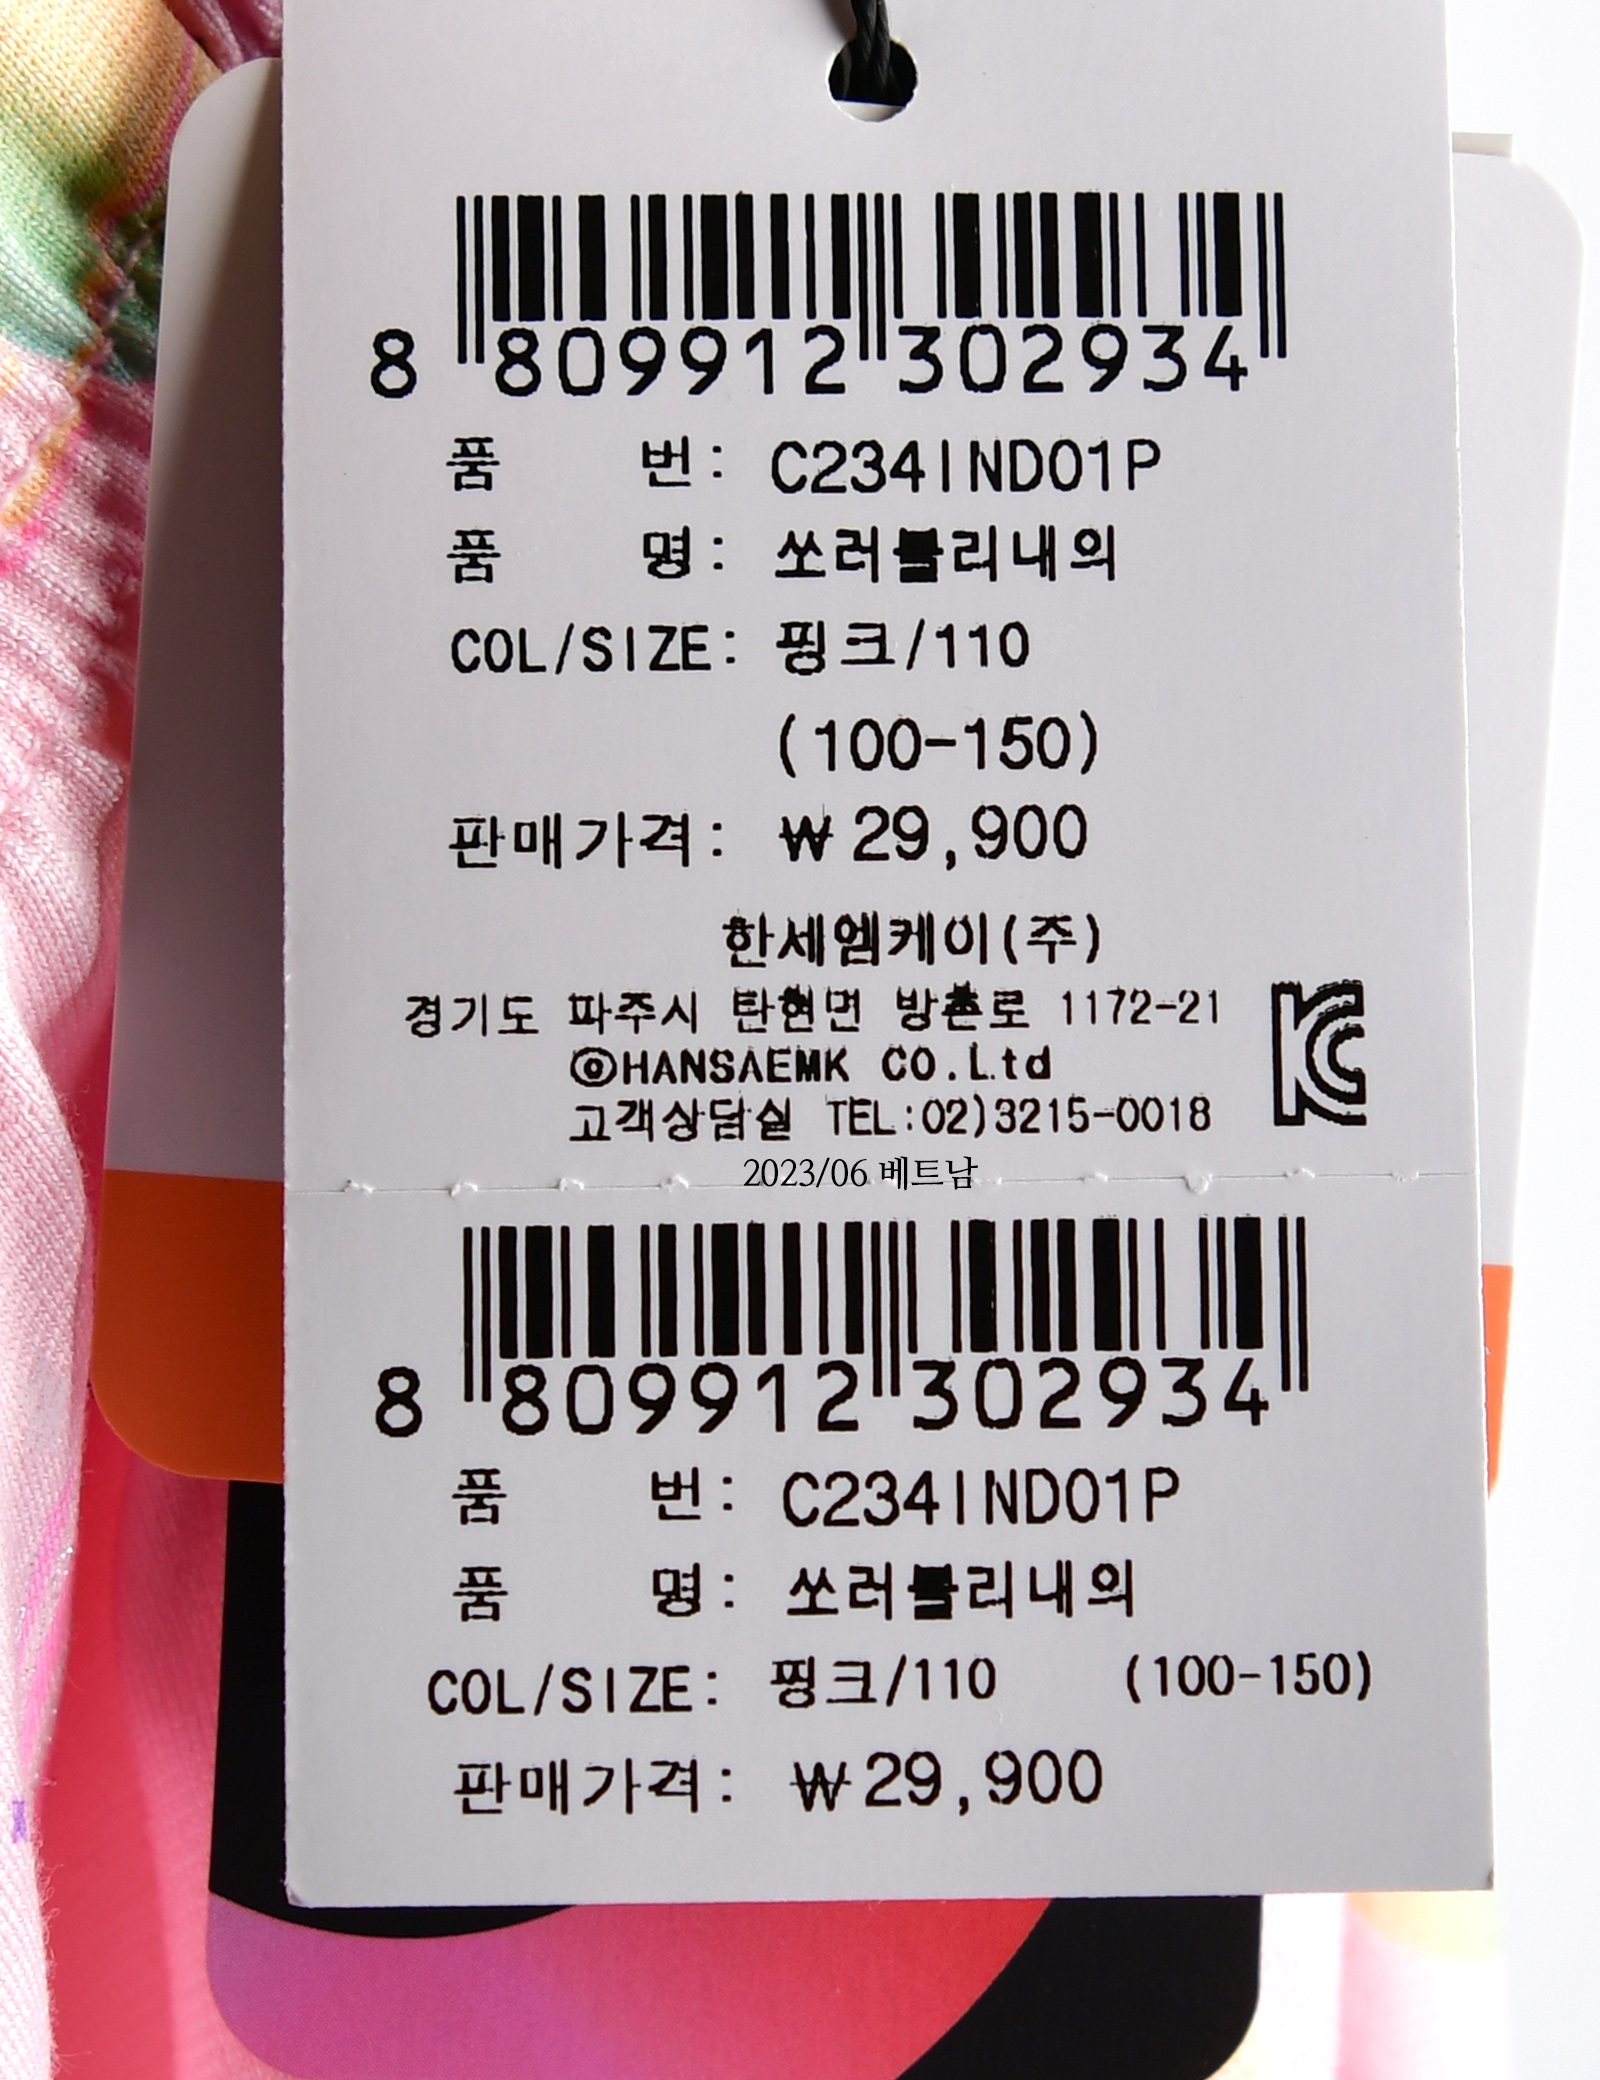 8 809912 302934
품 번: C234IND01P
품 명: 쏘러블리내의
COL/SIZE: 핑크/110
(100-150)
판매가격: ₩29,900
한세엠케이(주)
경기도 파주시 탄현면 방촌로 1172-21
©HANSAEMK CO.Ltd
고객상담실 TEL:02)3215-0018
2023/06 베트남
8 809912 302934
품 번: C234IND01P
품 명: 쏘러블리내의
COL/SIZE: 핑크/110 (100-150)
판매가격: ₩29,900